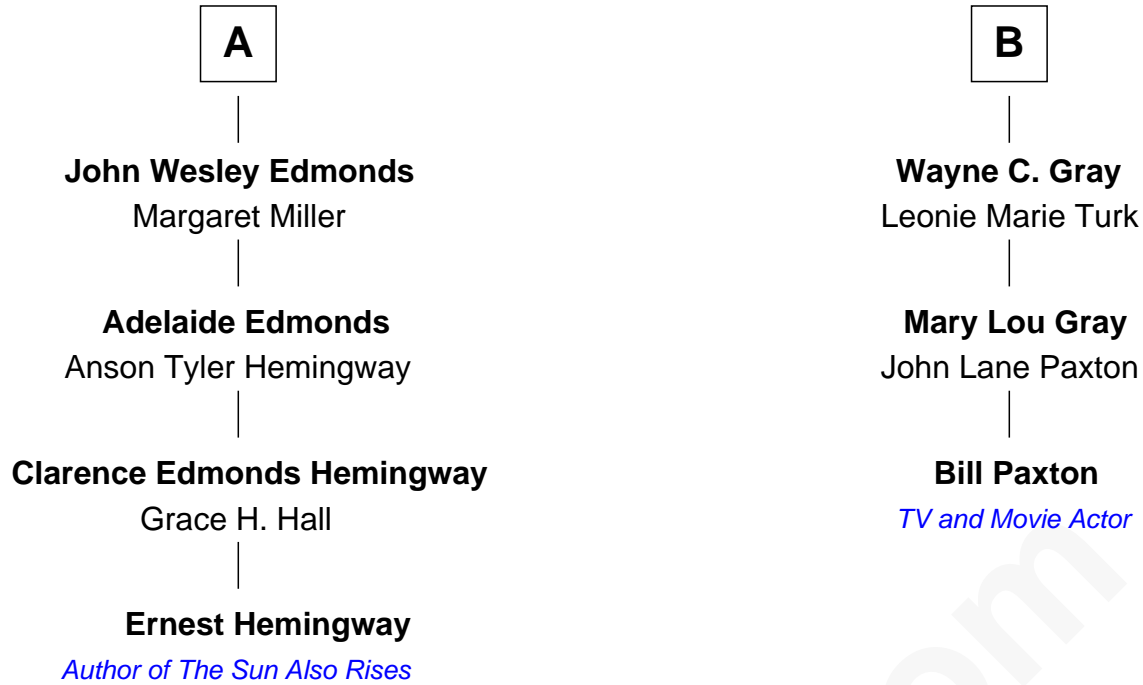 A
John Wesley Edmonds
Margaret Miller
Adelaide Edmonds
Anson Tyler Hemingway
Clarence Edmonds Hemingway
Grace H. Hall
Ernest Hemingway
Author of The Sun Also Rises
B
Wayne C. Gray
Leonie Marie Turk
Mary Lou Gray
John Lane Paxton
Bill Paxton
TV and Movie Actor
om